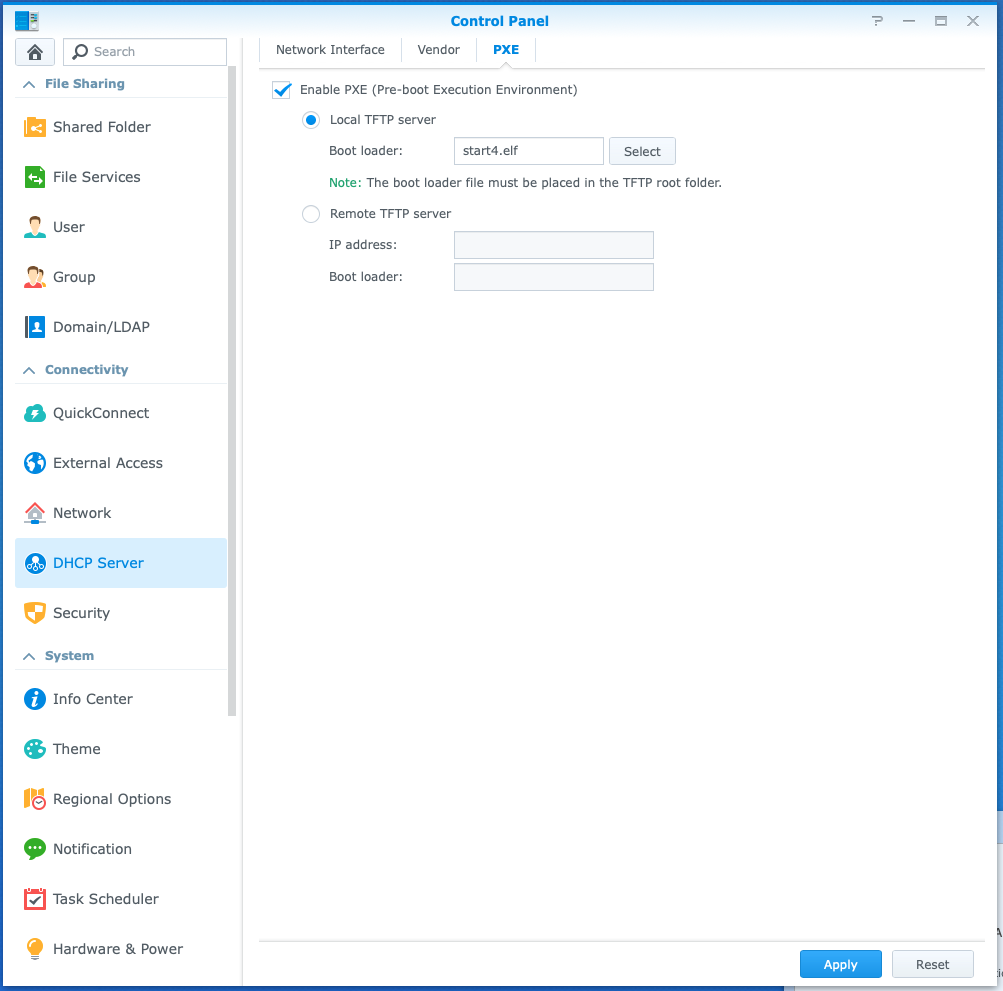 Control Panel
Search
Network Interface
Vendor
PXE
File Sharing
Shared Folder
File Services
User
Group
Domain/LDAP
Connectivity
QuickConnect
External Access
Network
DHCP Server
Security
System
Info Center
Theme
Regional Options
Notification
Task Scheduler
Hardware & Power
Enable PXE (Pre-boot Execution Environment)
Local TFTP server
Boot loader: start4.elf Select
Note: The boot loader file must be placed in the TFTP root folder.
Remote TFTP server
IP address:
Boot loader:
Apply Reset